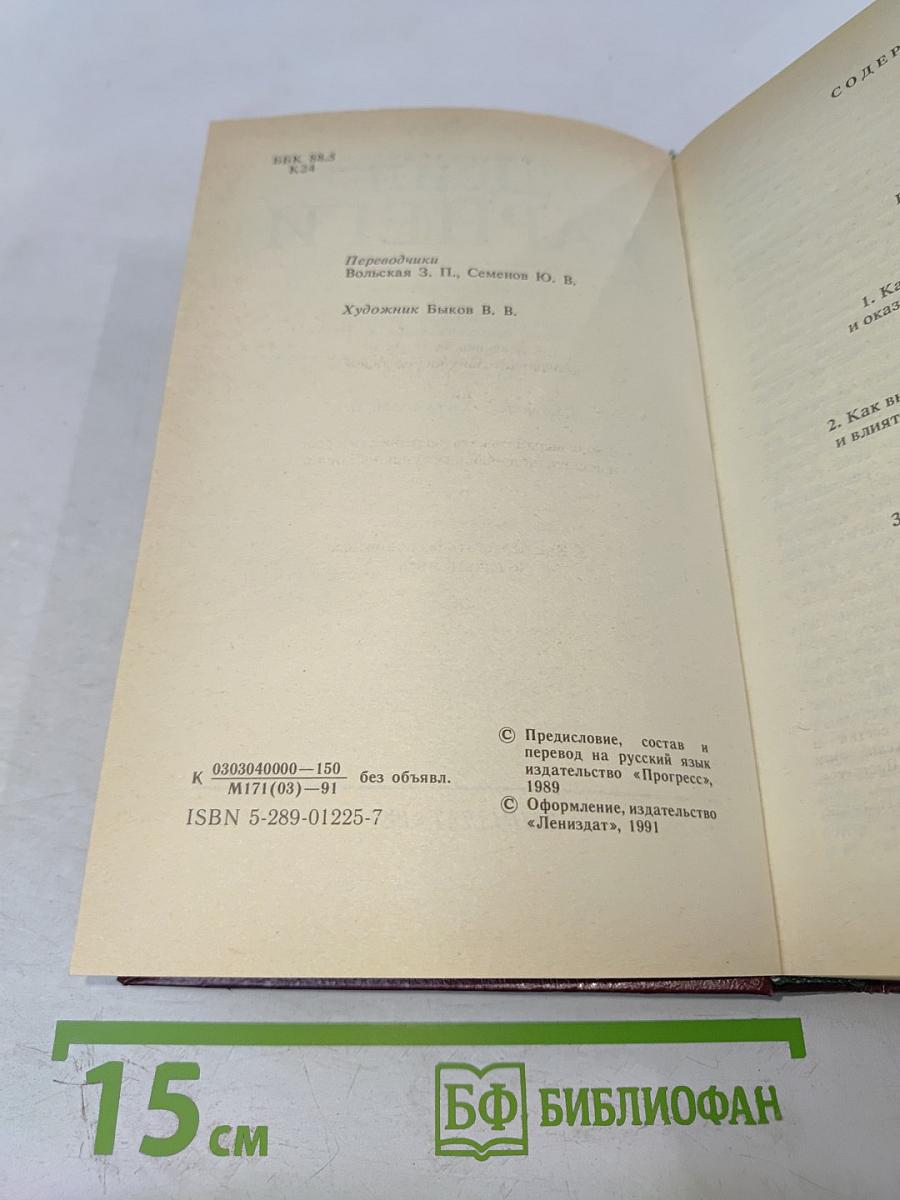 ББК 88.5
К24
Переводчики
Вольская З. П., Семенов Ю. В.
Художник Быков В. В.
К 0303040000—150 без объявл.
М171(03)—91
ISBN 5-289-01225-7
© Предисловие, состав и
перевод на русский язык
издательство «Прогресс»,
1989
© Оформление, издательство
«Лениздат», 1991
СОДЕР
1. Ка
и оказ
2. Как вы
и влият
3
15 см
БФ БИБЛИОФАН